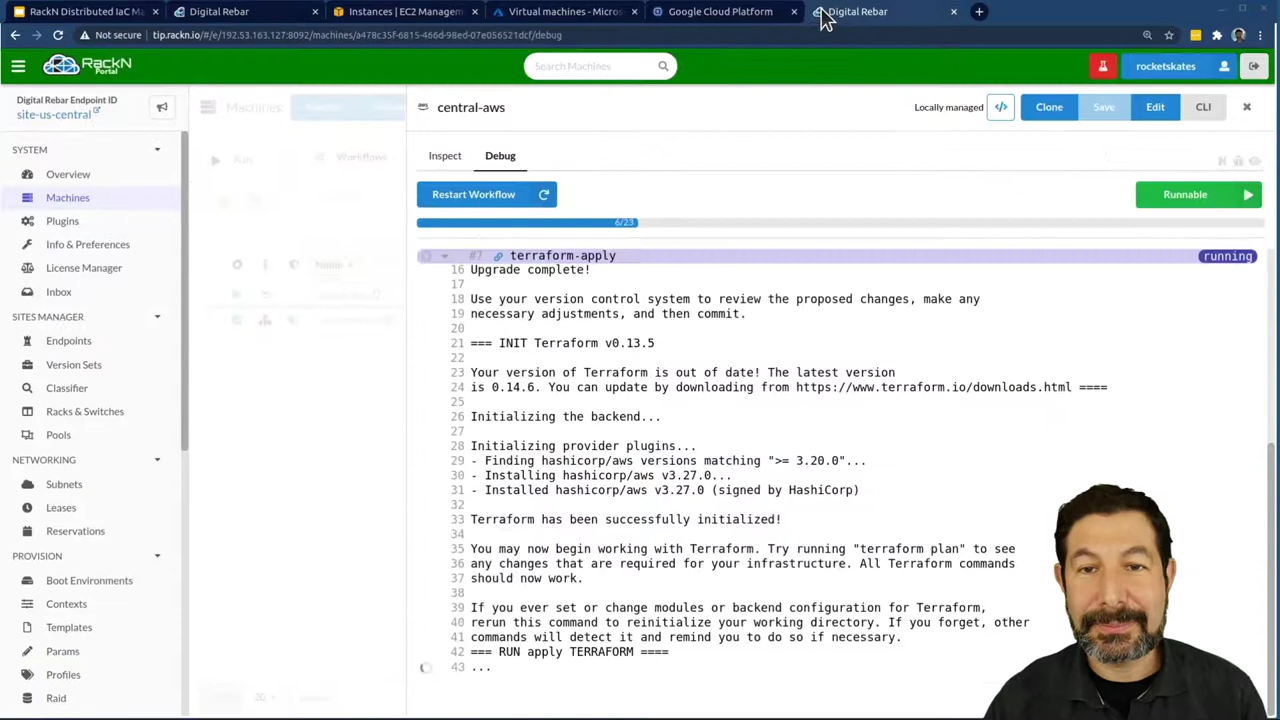 RackN Distributed IaC Ma
Digital Rebar
Instances | EC2 Managem
Virtual machines - Micros
Google Cloud Platform
Digital Rebar
Not secure
tip.rackn.io/#/e/192.53.163.127:8092/machines/a478c35f-6815-466d-98ed-07e056521dcf/debug
RackN
Portal
Search Machines
rocketskates
Digital Rebar Endpoint ID
site-us-central
Machines
central-aws
Locally managed
Clone
Save
Edit
CLI
SYSTEM
Overview
Machines
Plugins
Info & Preferences
License Manager
Inbox
SITES MANAGER
Endpoints
Version Sets
Classifier
Racks & Switches
Pools
NETWORKING
Subnets
Leases
Reservations
PROVISION
Boot Environments
Contexts
Templates
Params
Profiles
Raid
Run
Workflows
Name
Inspect
Debug
Restart Workflow
Runnable
6/23
#7 terraform-apply
running
16 Upgrade complete!
17
18 Use your version control system to review the proposed changes, make any
19 necessary adjustments, and then commit.
20
21 === INIT Terraform v0.13.5
22
23 Your version of Terraform is out of date! The latest version
24 is 0.14.6. You can update by downloading from https://www.terraform.io/downloads.html ====
25
26 Initializing the backend...
27
28 Initializing provider plugins...
29 - Finding hashicorp/aws versions matching ">= 3.20.0"...
30 - Installing hashicorp/aws v3.27.0...
31 - Installed hashicorp/aws v3.27.0 (signed by HashiCorp)
32
33 Terraform has been successfully initialized!
34
35 You may now begin working with Terraform. Try running "terraform plan" to see
36 any changes that are required for your infrastructure. All Terraform commands
37 should now work.
38
39 If you ever set or change modules or backend configuration for Terraform,
40 rerun this command to reinitialize your working directory. If you forget, other
41 commands will detect it and remind you to do so if necessary.
42 === RUN apply TERRAFORM ====
43 ...